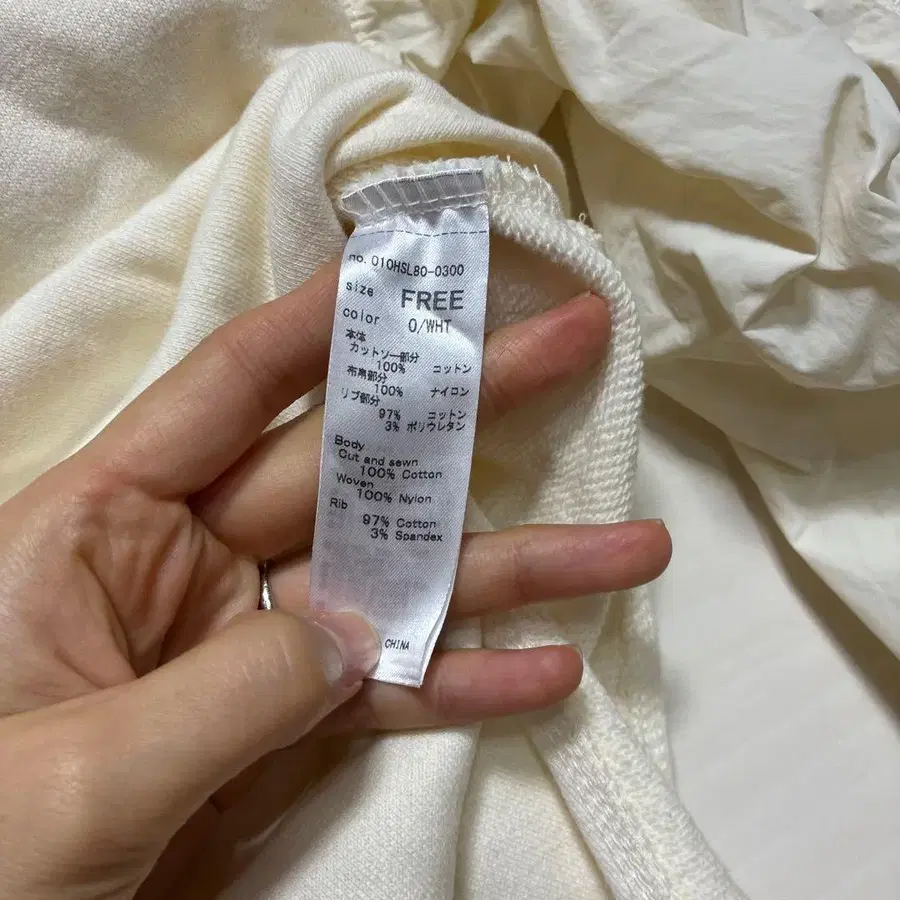 no. 010HSL80-0300
size FREE
color O/WHT
本体
カットソー部分
100% コットン
布帛部分
100% ナイロン
リブ部分
97% コットン
3% ポリウレタン
Body
Cut and sewn
100% Cotton
Woven
100% Nylon
Rib
97% Cotton
3% Spandex
CHINA